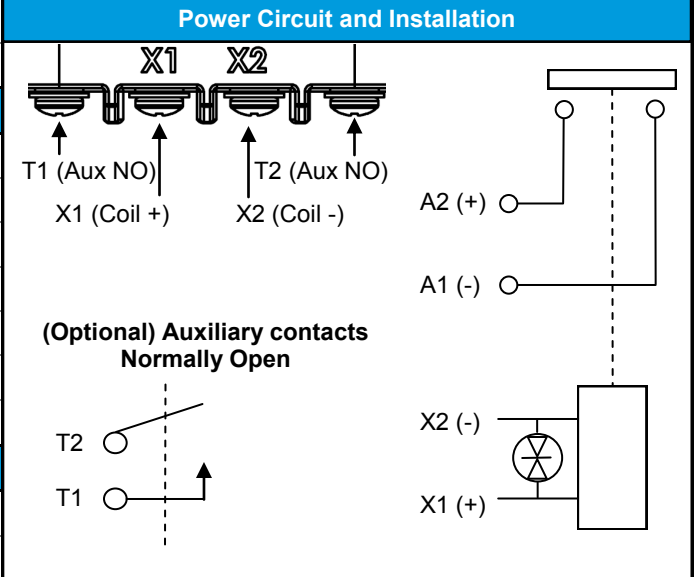 Power Circuit and Installation
X1 X2
T1 (Aux NO) T2 (Aux NO)
X1 (Coil +) X2 (Coil -)
A2 (+)
A1 (-)
(Optional) Auxiliary contacts
Normally Open
T2
T1
X2 (-)
X1 (+)